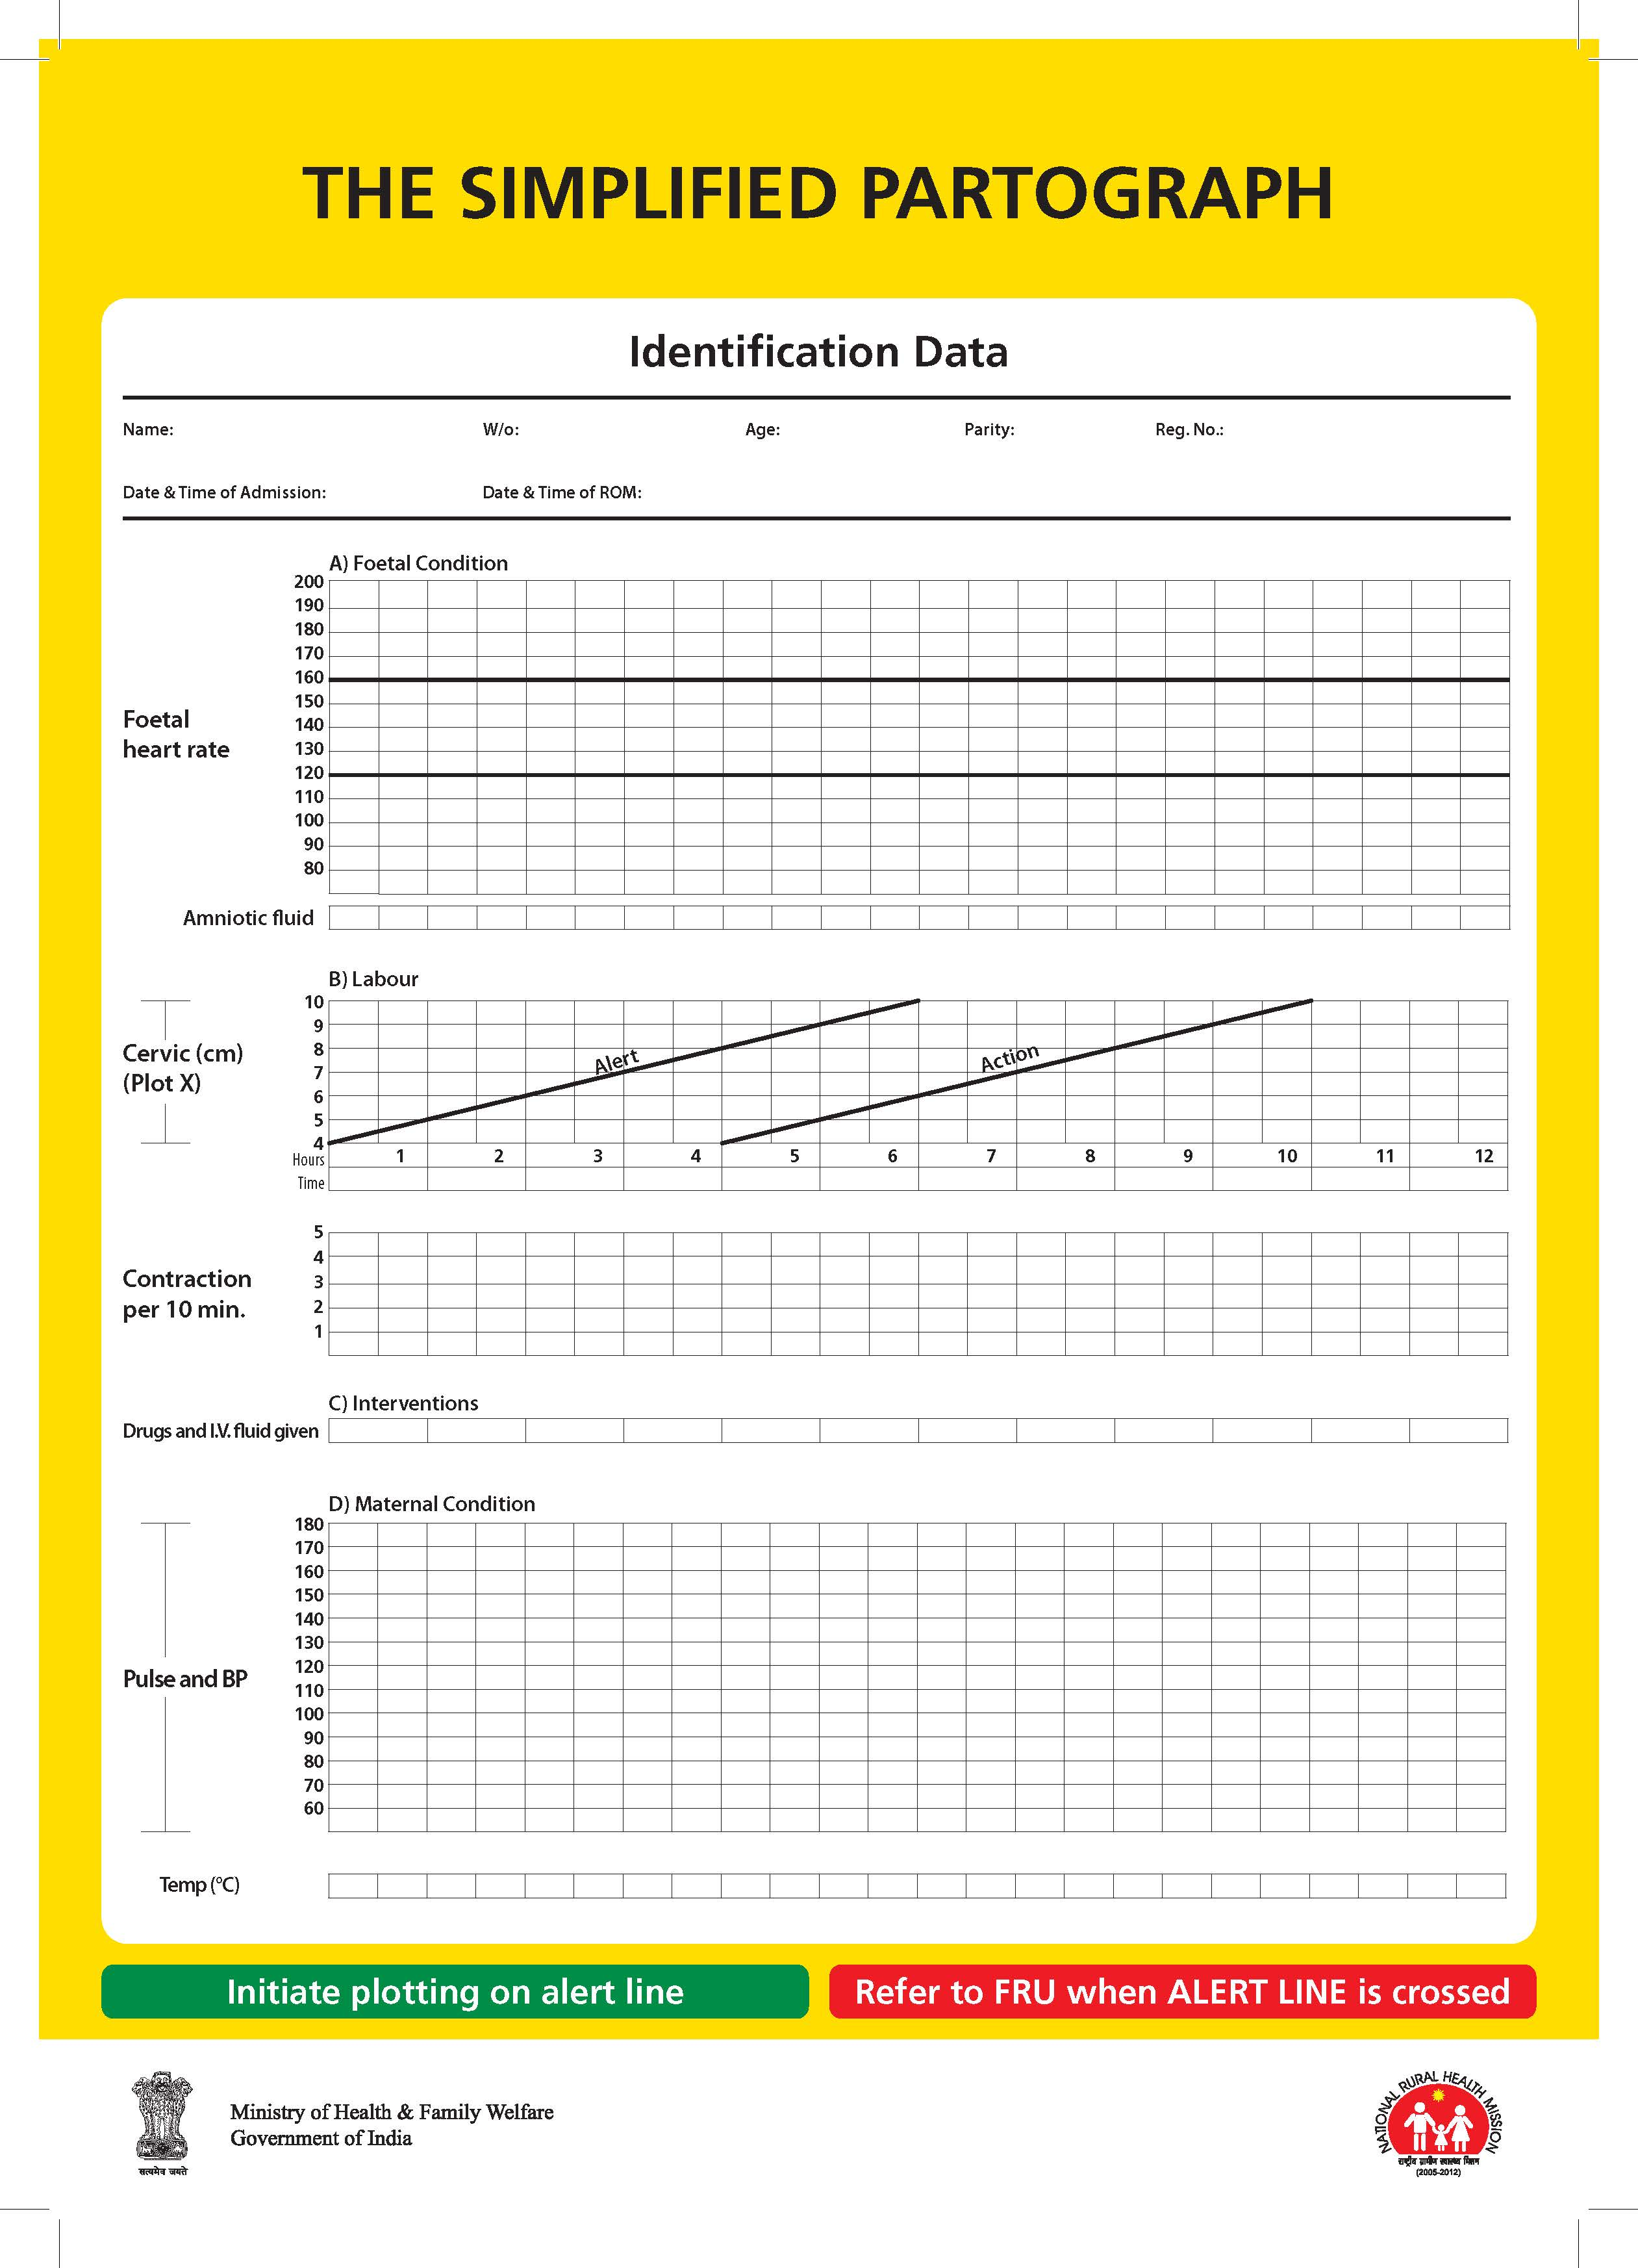 THE SIMPLIFIED PARTOGRAPH
Identification Data
Name: W/o: Age: Parity: Reg. No.:
Date & Time of Admission: Date & Time of ROM:
A) Foetal Condition
200
190
180
170
160
150
Foetal
heart rate
140
130
120
110
100
90
80
Amniotic fluid
B) Labour
Cervic (cm)
(Plot X)
10
9
8
7
6
5
4
Alert
Action
Hours 1 2 3 4 5 6 7 8 9 10 11 12
Time
Contraction
per 10 min.
5
4
3
2
1
C) Interventions
Drugs and I.V. fluid given
D) Maternal Condition
180
170
160
150
140
130
120
Pulse and BP
110
100
90
80
70
60
Temp (°C)
Initiate plotting on alert line
Refer to FRU when ALERT LINE is crossed
सत्यमेव जयते
Ministry of Health & Family Welfare
Government of India
NATIONAL RURAL HEALTH MISSION
राष्ट्रीय ग्रामीण स्वास्थ्य मिशन
(2005-2012)